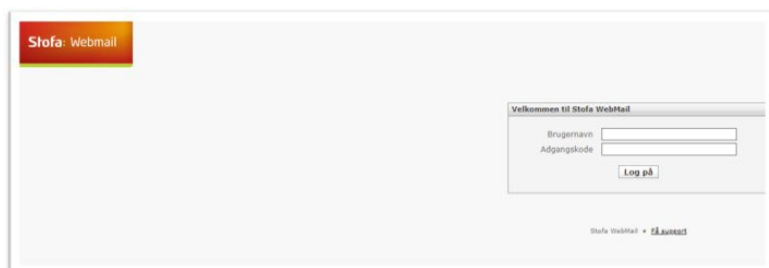 Stofa: Webmail
Velkommen til Stofa WebMail
Brugernavn
Adgangskode
Log på
Stofa WebMail • Få support